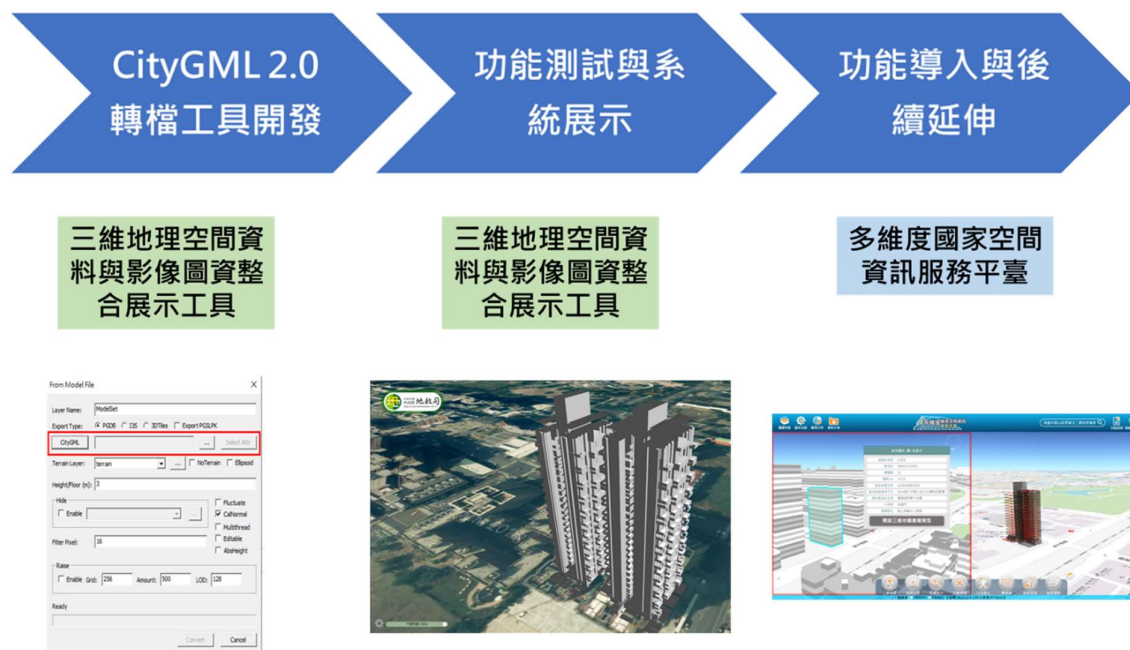 CityGML 2.0
轉檔工具開發
功能測試與系
統展示
功能導入與後
續延伸
三維地理空間資
料與影像圖資整
合展示工具
三維地理空間資
料與影像圖資整
合展示工具
多維度國家空間
資訊服務平臺
From Model File
X
Layer Name: ModelSet
Export Type: PGDB I3S 3DTiles Export PGSLPK
CityGML ... Select Attr.
Terrain Layer: terrain ... NoTerrain Ellipsoid
Height/Floor (m): 3
Hide
Enable ...
Fluctuate
CalNormal
Multithread
Editable
AbsHeight
Filter Pixel: 16
Raise
Enable Grid: 256 Amount: 500 LOD: 128
Ready
Convert Cancel
地政司